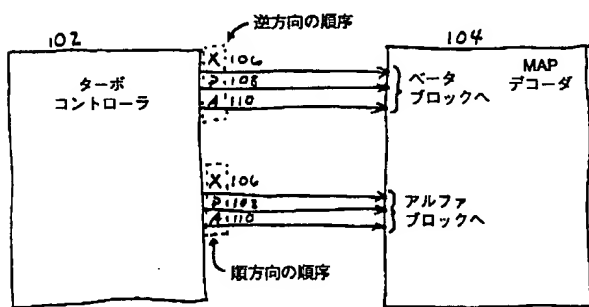 逆方向の順序
102
104
X 106
P 108
A 110
ターボ
コントローラ
MAP
デコーダ
ベータ
ブロックへ
X 106
P 108
A 110
アルファ
ブロックへ
順方向の順序